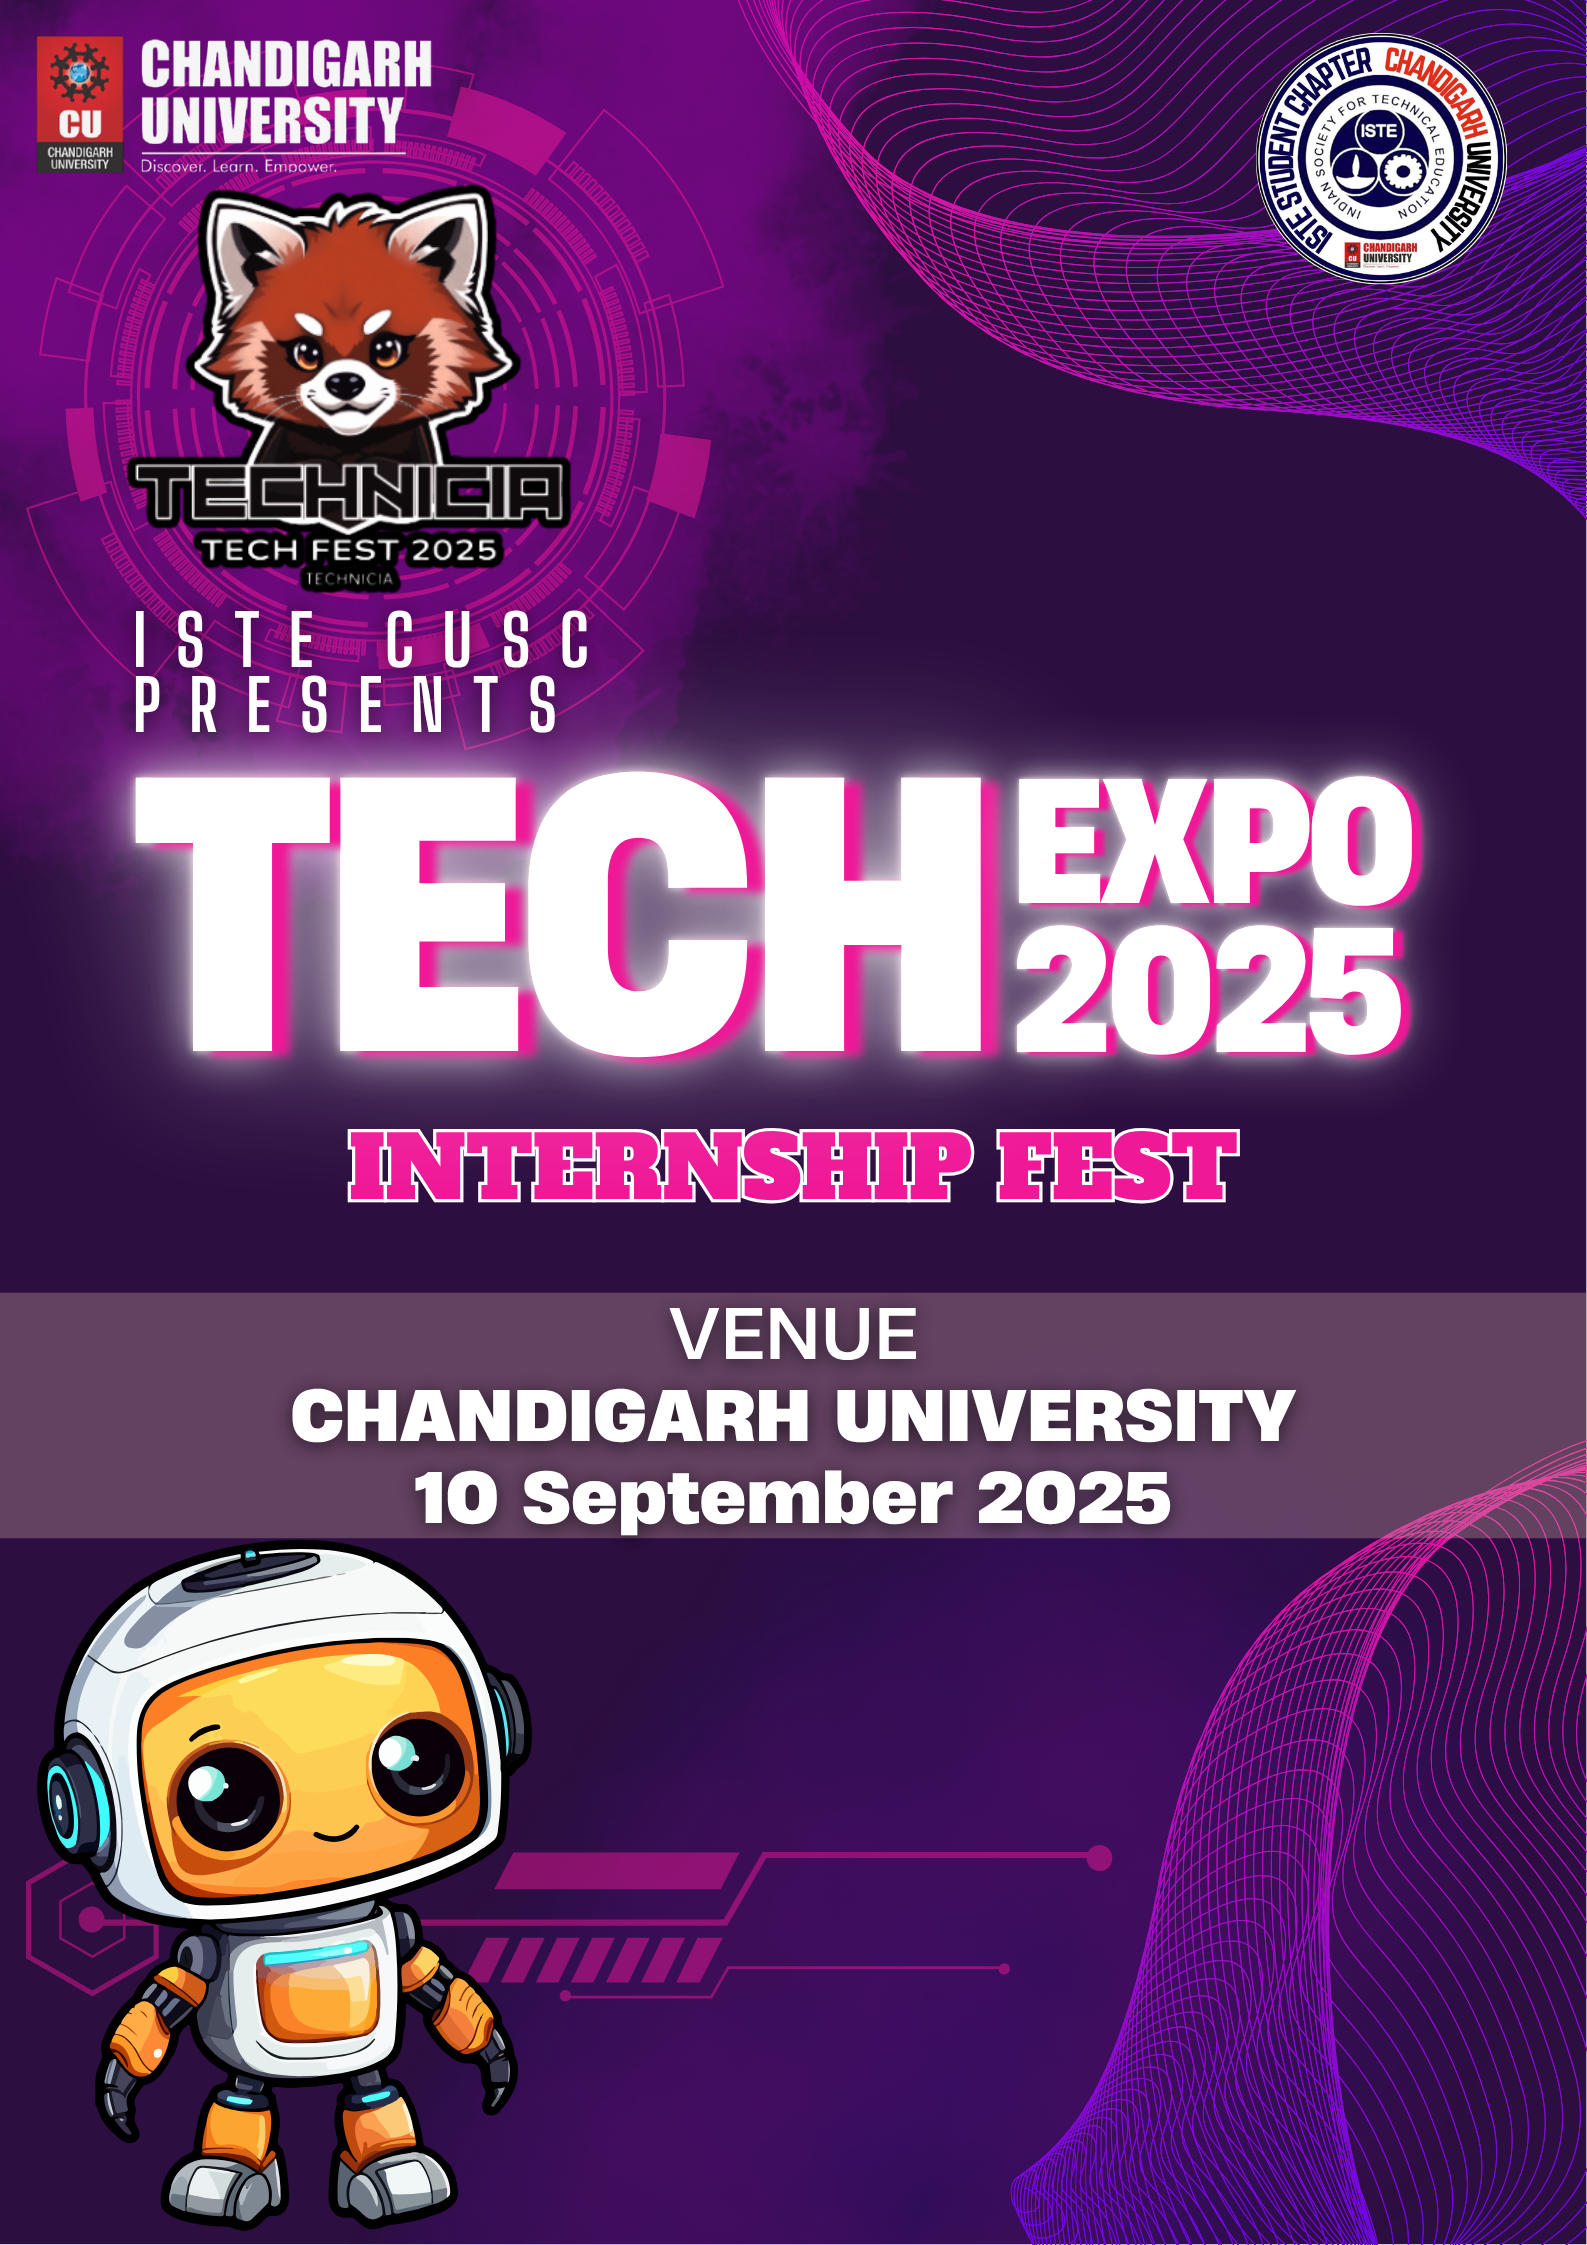 CU
CHANDIGARH
UNIVERSITY
CHANDIGARH
UNIVERSITY
Discover. Learn. Empower.
ISTE STUDENT CHAPTER CHANDIGARH UNIVERSITY
INDIAN SOCIETY FOR TECHNICAL EDUCATION
ISTE
CU
CHANDIGARH
UNIVERSITY
TECHNICIA
TECH FEST 2025
TECHNICIA
ISTE CUSC
PRESENTS
TECH EXPO
2025
INTERNSHIP FEST
VENUE
CHANDIGARH UNIVERSITY
10 September 2025